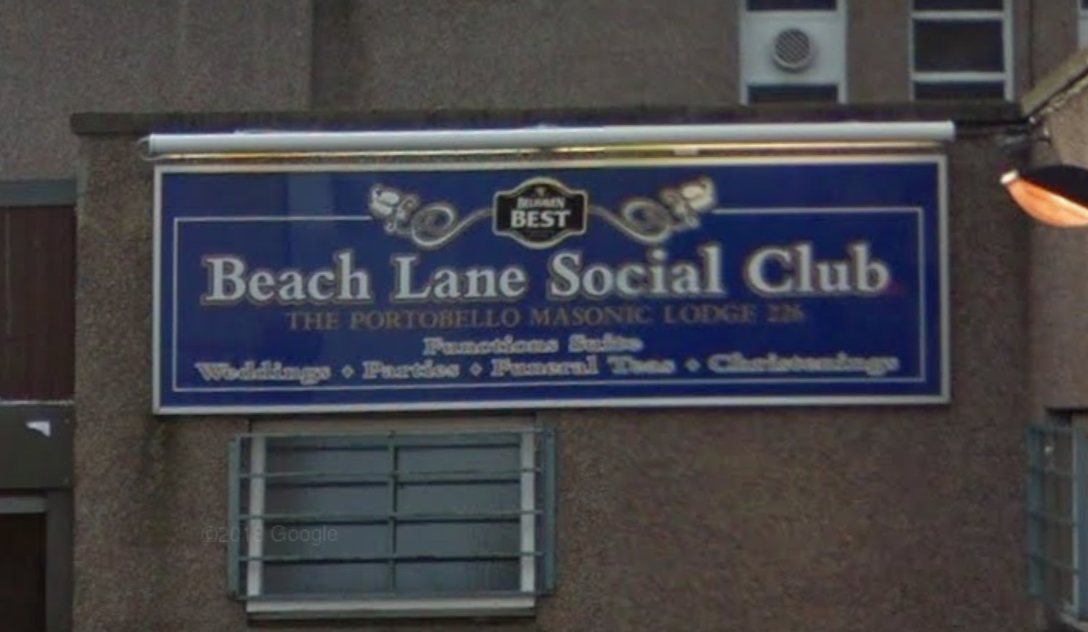 BELHAVEN
BEST
Beach Lane Social Club
THE PORTOBELLO MASONIC LODGE 226
Functions Suite
Weddings • Parties • Funeral Teas • Christenings
©2013 Google